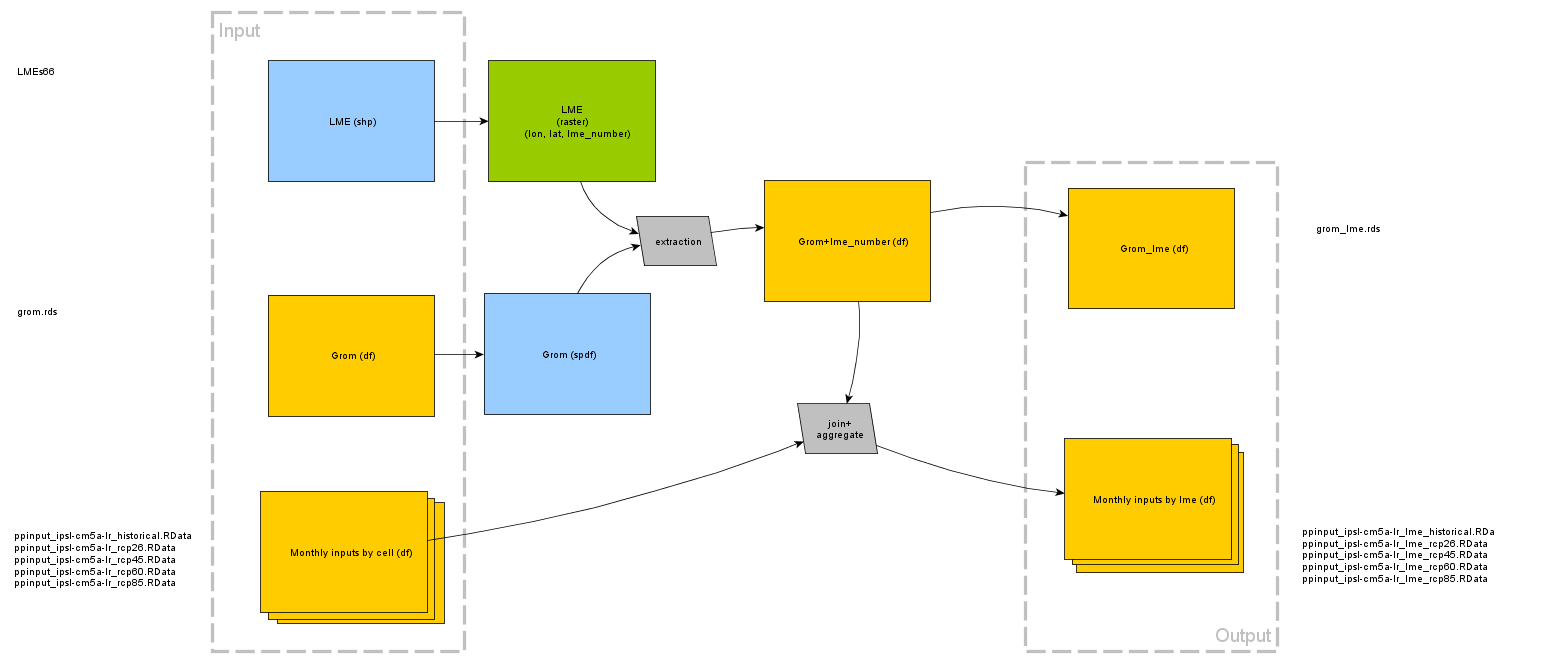 Input
LMEs66
LME (shp)
LME
(raster)
(lon, lat, lme_number)
extraction
Grom+lme_number (df)
Grom_lme (df)
grom_lme.rds
grom.rds
Grom (df)
Grom (spdf)
join+
aggregate
Monthly inputs by cell (df)
Monthly inputs by lme (df)
ppinput_ipsl-cm5a-lr_historical.RData
ppinput_ipsl-cm5a-lr_rcp26.RData
ppinput_ipsl-cm5a-lr_rcp45.RData
ppinput_ipsl-cm5a-lr_rcp60.RData
ppinput_ipsl-cm5a-lr_rcp85.RData
ppinput_ipsl-cm5a-lr_lme_historical.RDa
ppinput_ipsl-cm5a-lr_lme_rcp26.RData
ppinput_ipsl-cm5a-lr_lme_rcp45.RData
ppinput_ipsl-cm5a-lr_lme_rcp60.RData
ppinput_ipsl-cm5a-lr_lme_rcp85.RData
Output